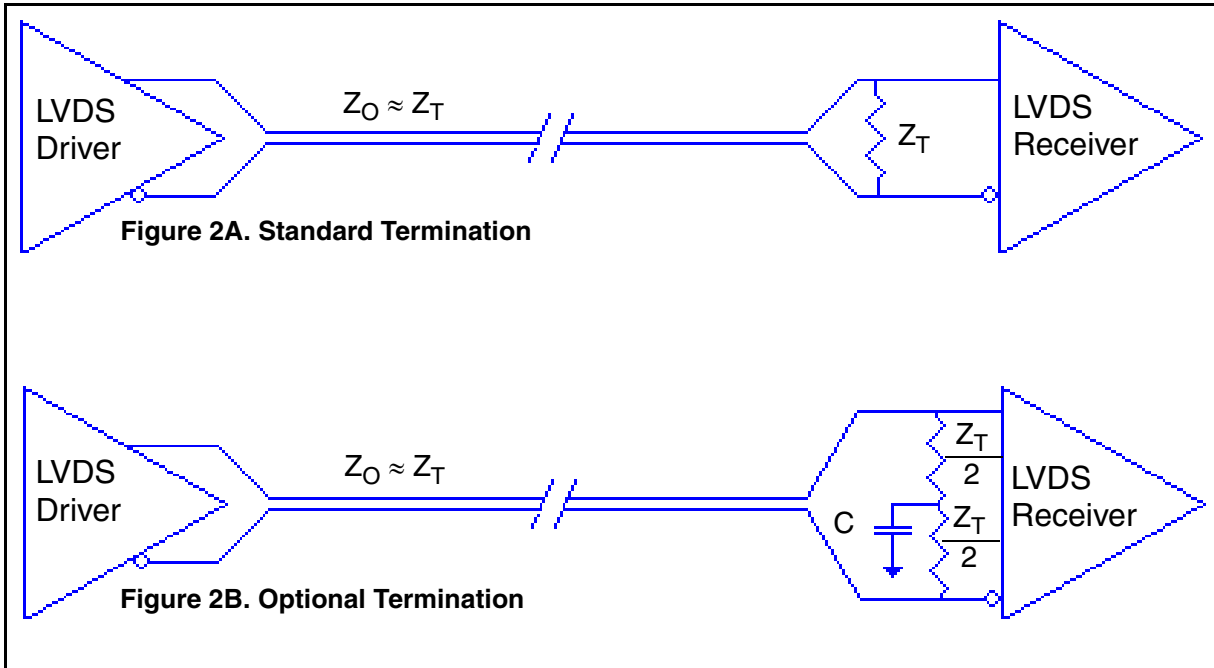 LVDS
Driver
Z_O ≈ Z_T
Z_T
LVDS
Receiver
Figure 2A. Standard Termination
LVDS
Driver
Z_O ≈ Z_T
C
Z_T
2
Z_T
2
LVDS
Receiver
Figure 2B. Optional Termination